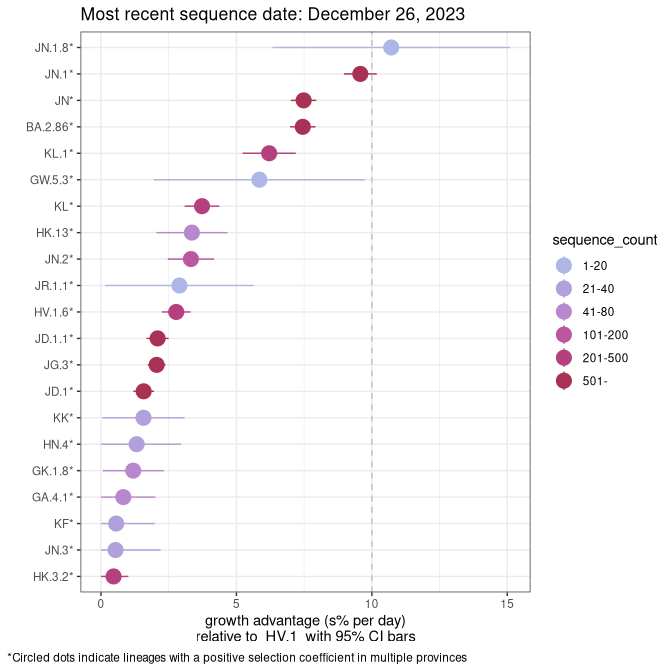 Most recent sequence date: December 26, 2023
JN.1.8*
JN.1*
JN*
BA.2.86*
KL.1*
GW.5.3*
KL*
HK.13*
JN.2*
JR.1.1*
HV.1.6*
JD.1.1*
JG.3*
JD.1*
KK*
HN.4*
GK.1.8*
GA.4.1*
KF*
JN.3*
HK.3.2*
0 5 10 15
growth advantage (s% per day)
relative to HV.1 with 95% CI bars
sequence_count
1-20
21-40
41-80
101-200
201-500
501-
*Circled dots indicate lineages with a positive selection coefficient in multiple provinces